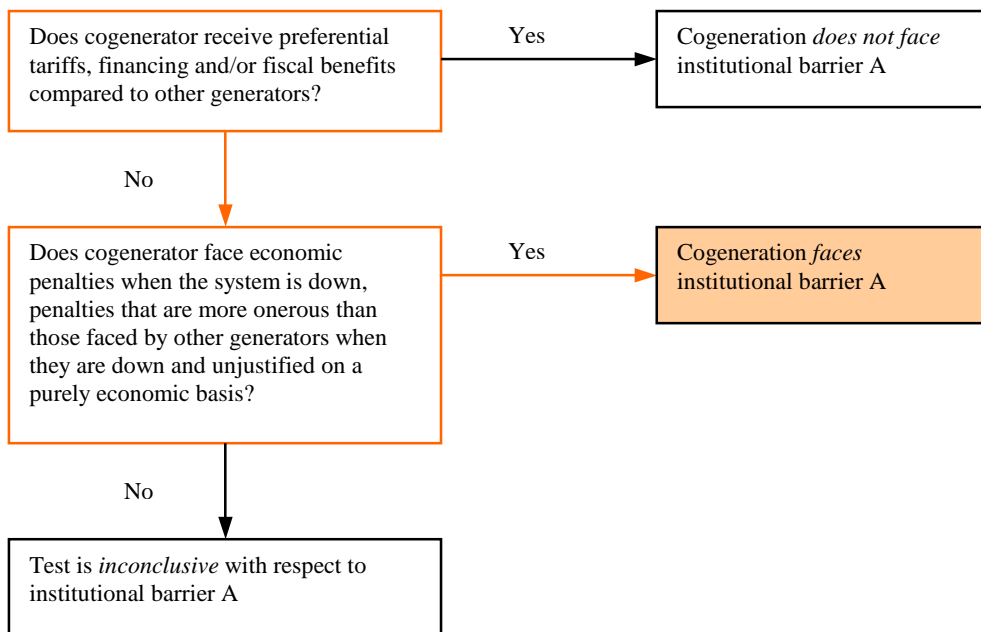 Does cogenerator receive preferential
tariffs, financing and/or fiscal benefits
compared to other generators?
Yes
Cogeneration does not face
institutional barrier A
No
Does cogenerator face economic
penalties when the system is down,
penalties that are more onerous than
those faced by other generators when
they are down and unjustified on a
purely economic basis?
Yes
Cogeneration faces
institutional barrier A
No
Test is inconclusive with respect to
institutional barrier A